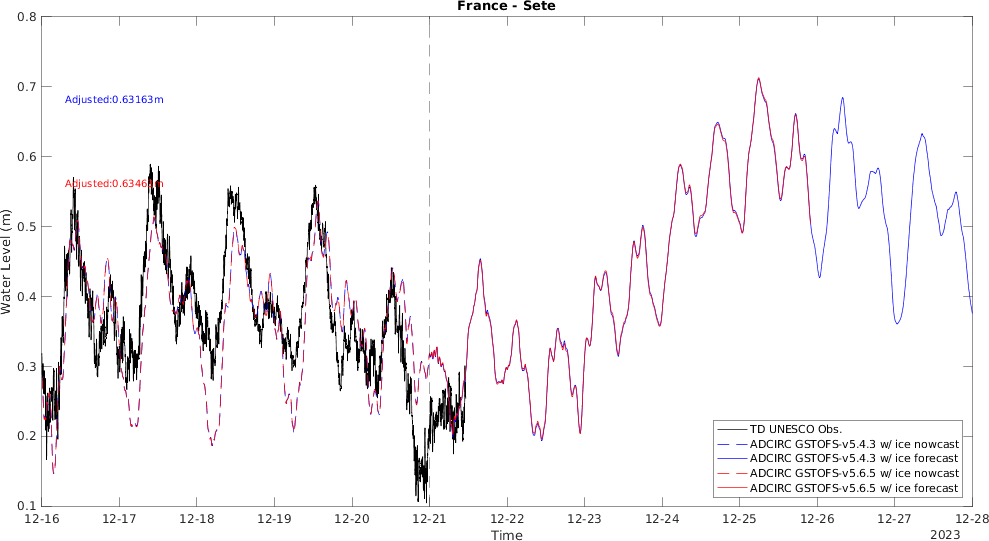 France - Sete
0.8
0.7
0.6
0.5
0.4
0.3
0.2
0.1
Water Level (m)
Adjusted:0.63163m
Adjusted:0.6346 m
TD UNESCO Obs.
ADCIRC GSTOFS-v5.4.3 w/ ice nowcast
ADCIRC GSTOFS-v5.4.3 w/ ice forecast
ADCIRC GSTOFS-v5.6.5 w/ ice nowcast
ADCIRC GSTOFS-v5.6.5 w/ ice forecast
12-16 12-17 12-18 12-19 12-20 12-21 12-22 12-23 12-24 12-25 12-26 12-27 12-28
Time
2023